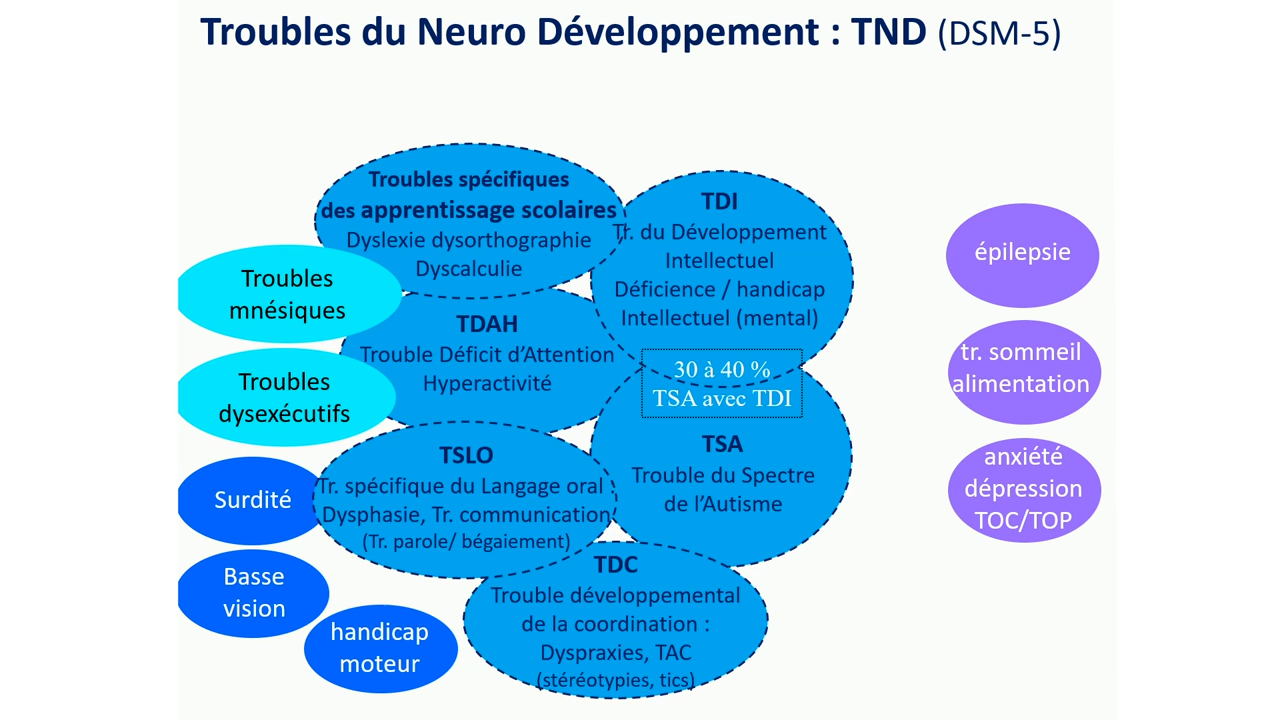 Troubles du Neuro Développement : TND (DSM-5)
Troubles spécifiques
des apprentissage scolaires
Dyslexie dysorthographie
Dyscalculie
TDI
Tr. du Développement
Intellectuel
Déficience / handicap
Intellectuel (mental)
épilepsie
Troubles
mnésiques
TDAH
Trouble Déficit d'Attention
Hyperactivité
30 à 40 %
TSA avec TDI
tr. sommeil
alimentation
Troubles
dysexécutifs
TSLO
Tr. spécifique du Langage oral :
Dysphasie, Tr. communication
(Tr. parole/ bégaiement)
TSA
Trouble du Spectre
de l'Autisme
anxiété
dépression
TOC/TOP
Surdité
Basse
vision
handicap
moteur
TDC
Trouble développemental
de la coordination :
Dyspraxies, TAC
(stéréotypies, tics)